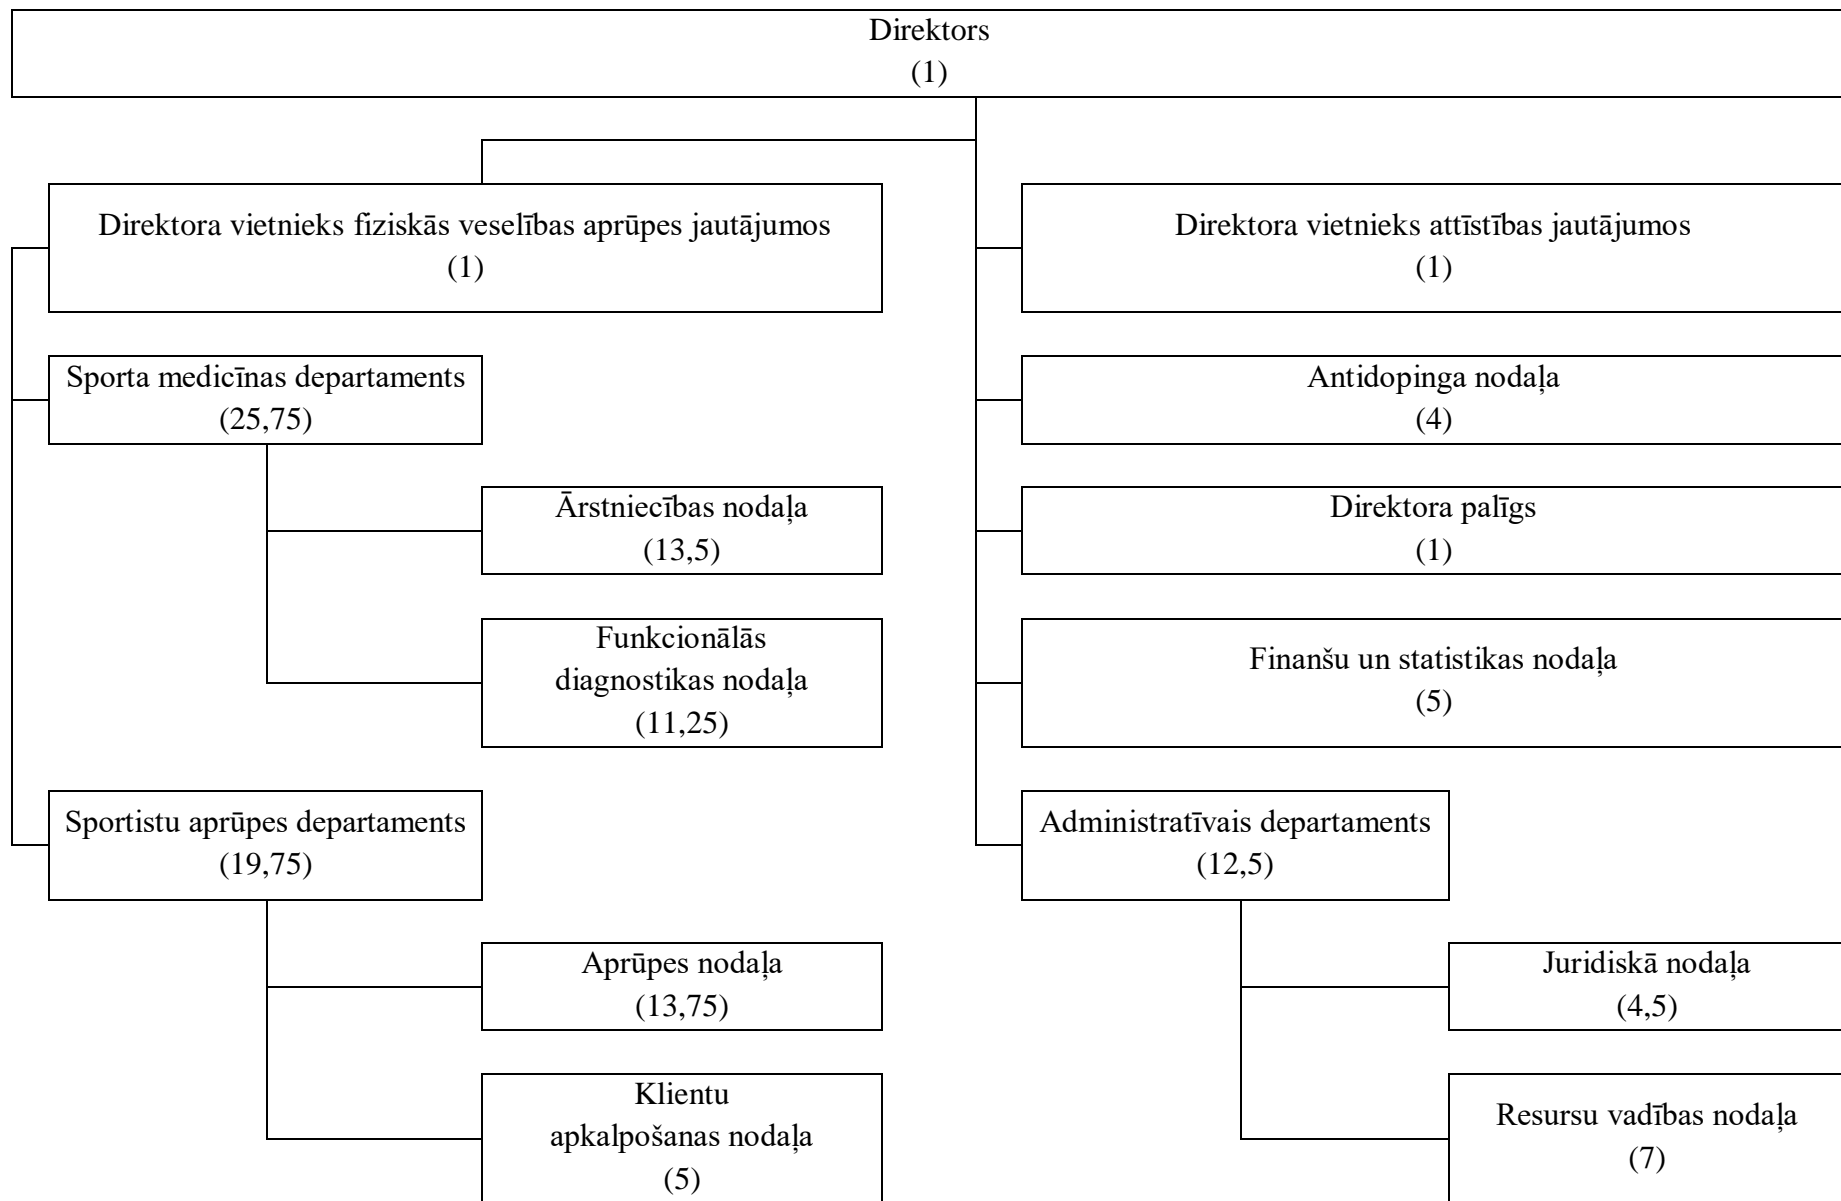 Direktors
(1)
Direktora vietnieks fiziskās veselības aprūpes jautājumos
(1)
Direktora vietnieks attīstības jautājumos
(1)
Sporta medicīnas departaments
(25,75)
Antidopinga nodaļa
(4)
Ārstniecības nodaļa
(13,5)
Direktora palīgs
(1)
Funkcionālās
diagnostikas nodaļa
(11,25)
Finanšu un statistikas nodaļa
(5)
Sportistu aprūpes departaments
(19,75)
Administratīvais departaments
(12,5)
Aprūpes nodaļa
(13,75)
Juridiskā nodaļa
(4,5)
Klientu
apkalpošanas nodaļa
(5)
Resursu vadības nodaļa
(7)